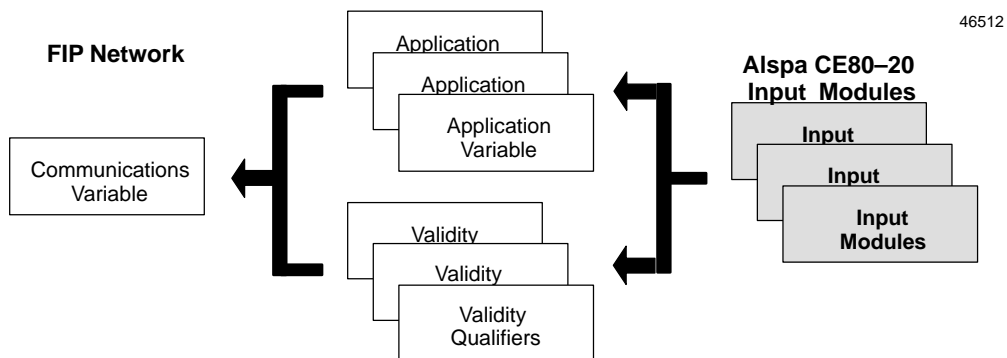 46512
FIP Network
Application
Application
Application
Variable
Communications
Variable
Validity
Validity
Validity
Qualifiers
Alspa CE80–20
Input Modules
Input
Input
Input
Modules